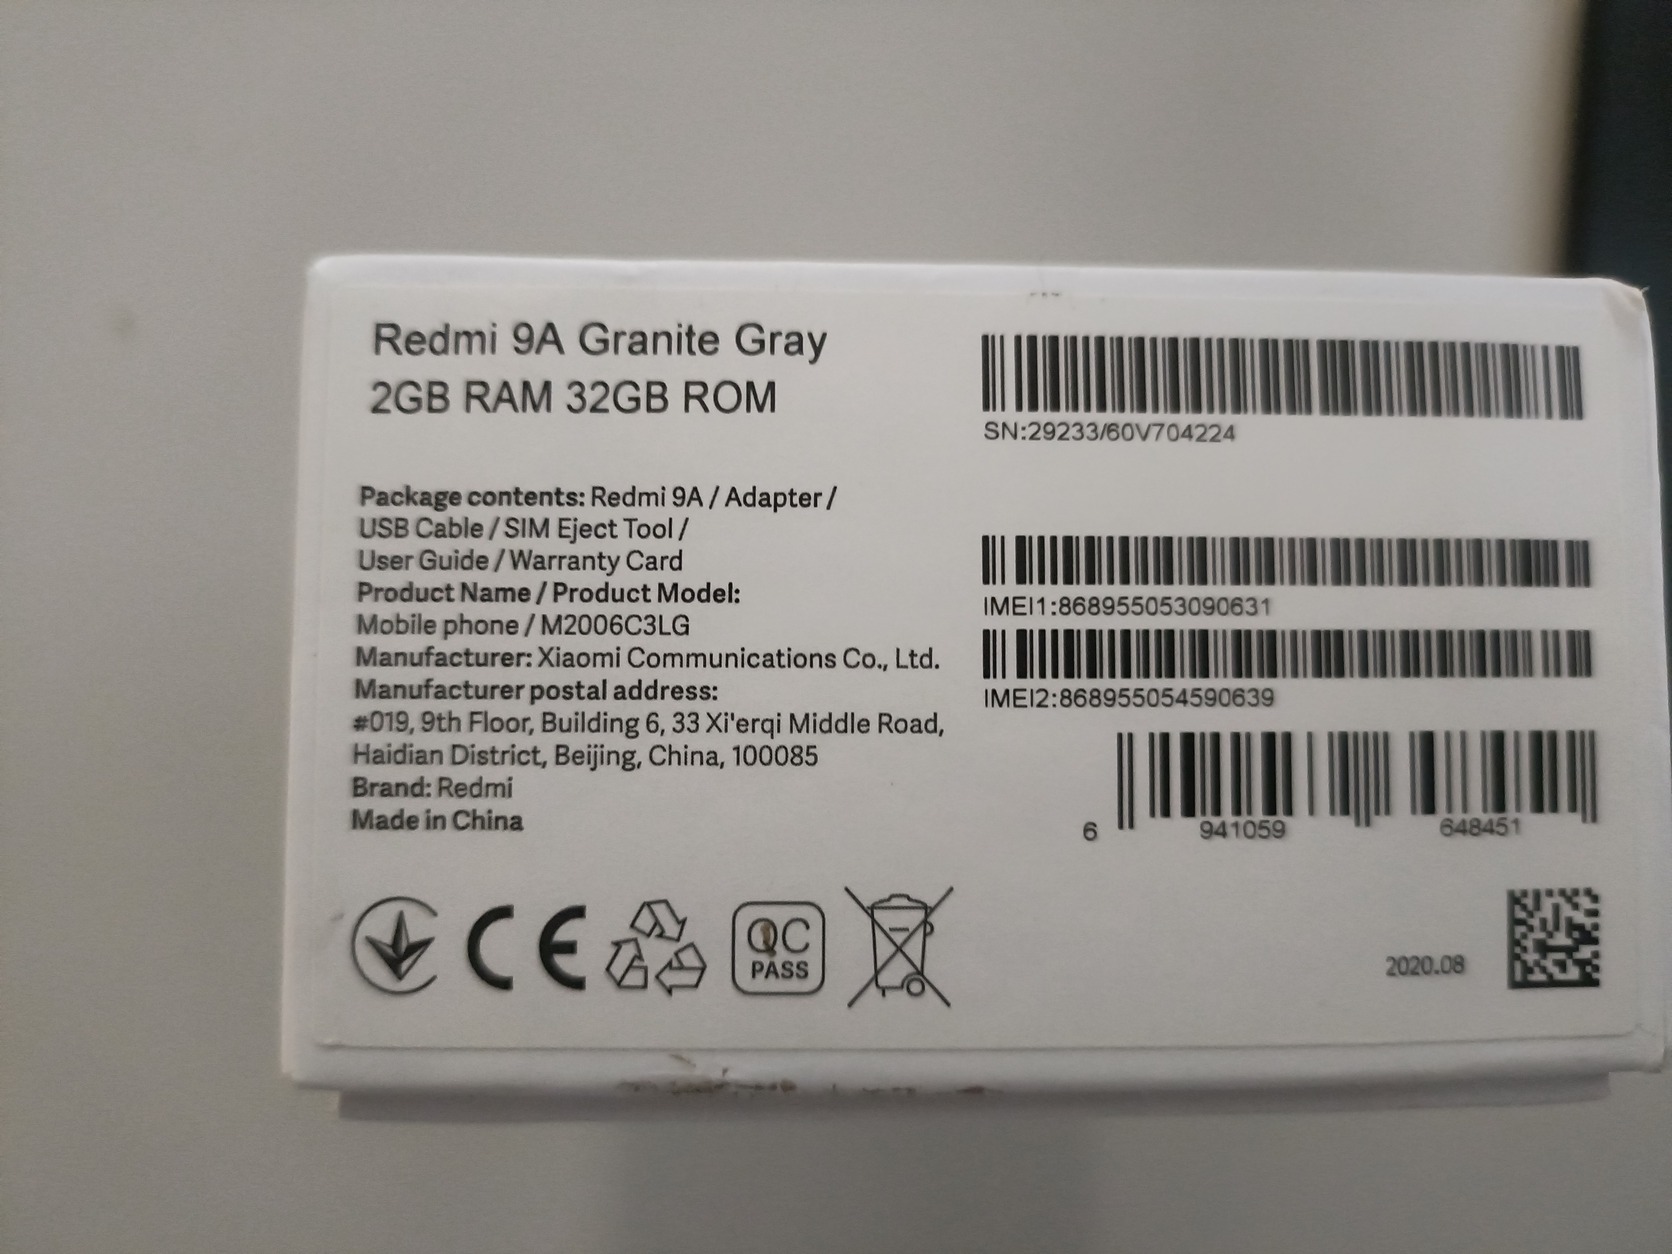 Redmi 9A Granite Gray
2GB RAM 32GB ROM
Package contents: Redmi 9A / Adapter /
USB Cable / SIM Eject Tool /
User Guide / Warranty Card
Product Name / Product Model:
Mobile phone / M2006C3LG
Manufacturer: Xiaomi Communications Co., Ltd.
Manufacturer postal address:
#019, 9th Floor, Building 6, 33 Xi'erqi Middle Road,
Haidian District, Beijing, China, 100085
Brand: Redmi
Made in China
CE
QC
PASS
SN:29233/60V704224
IMEI1:868955053090631
IMEI2:868955054590639
6 941059 648451
2020.08